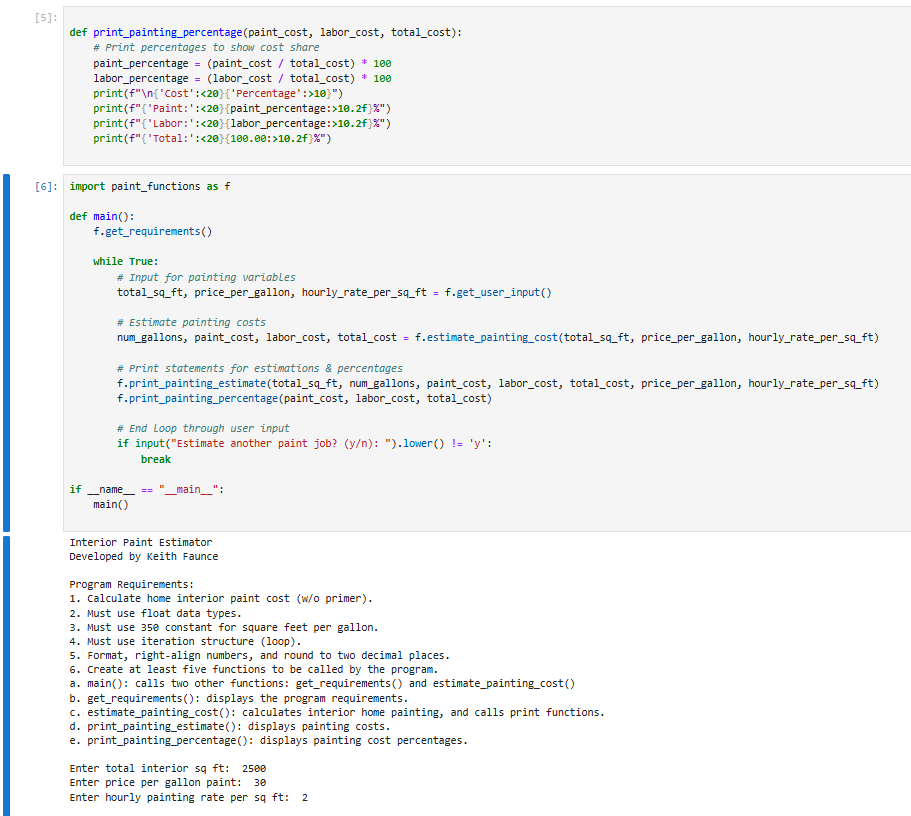 [5]:
def print_painting_percentage(paint_cost, labor_cost, total_cost):
    # Print percentages to show cost share
    paint_percentage = (paint_cost / total_cost) * 100
    labor_percentage = (labor_cost / total_cost) * 100
    print(f"\n{'Cost':<20}{'Percentage':>10}")
    print(f"{'Paint:':<20}{paint_percentage:>10.2f}%")
    print(f"{'Labor:':<20}{labor_percentage:>10.2f}%")
    print(f"{'Total:':<20}{100.00:>10.2f}%")
[6]: import paint_functions as f
def main():
    f.get_requirements()
    while True:
        # Input for painting variables
        total_sq_ft, price_per_gallon, hourly_rate_per_sq_ft = f.get_user_input()
        # Estimate painting costs
        num_gallons, paint_cost, labor_cost, total_cost = f.estimate_painting_cost(total_sq_ft, price_per_gallon, hourly_rate_per_sq_ft)
        # Print statements for estimations & percentages
        f.print_painting_estimate(total_sq_ft, num_gallons, paint_cost, labor_cost, total_cost, price_per_gallon, hourly_rate_per_sq_ft)
        f.print_painting_percentage(paint_cost, labor_cost, total_cost)
        # End loop through user input
        if input("Estimate another paint job? (y/n): ").lower() != 'y':
            break
if __name__ == "__main__":
    main()
Interior Paint Estimator
Developed by Keith Faunce
Program Requirements:
1. Calculate home interior paint cost (w/o primer).
2. Must use float data types.
3. Must use 350 constant for square feet per gallon.
4. Must use iteration structure (loop).
5. Format, right-align numbers, and round to two decimal places.
6. Create at least five functions to be called by the program.
a. main(): calls two other functions: get_requirements() and estimate_painting_cost()
b. get_requirements(): displays the program requirements.
c. estimate_painting_cost(): calculates interior home painting, and calls print functions.
d. print_painting_estimate(): displays painting costs.
e. print_painting_percentage(): displays painting cost percentages.
Enter total interior sq ft:  2500
Enter price per gallon paint:  30
Enter hourly painting rate per sq ft:  2